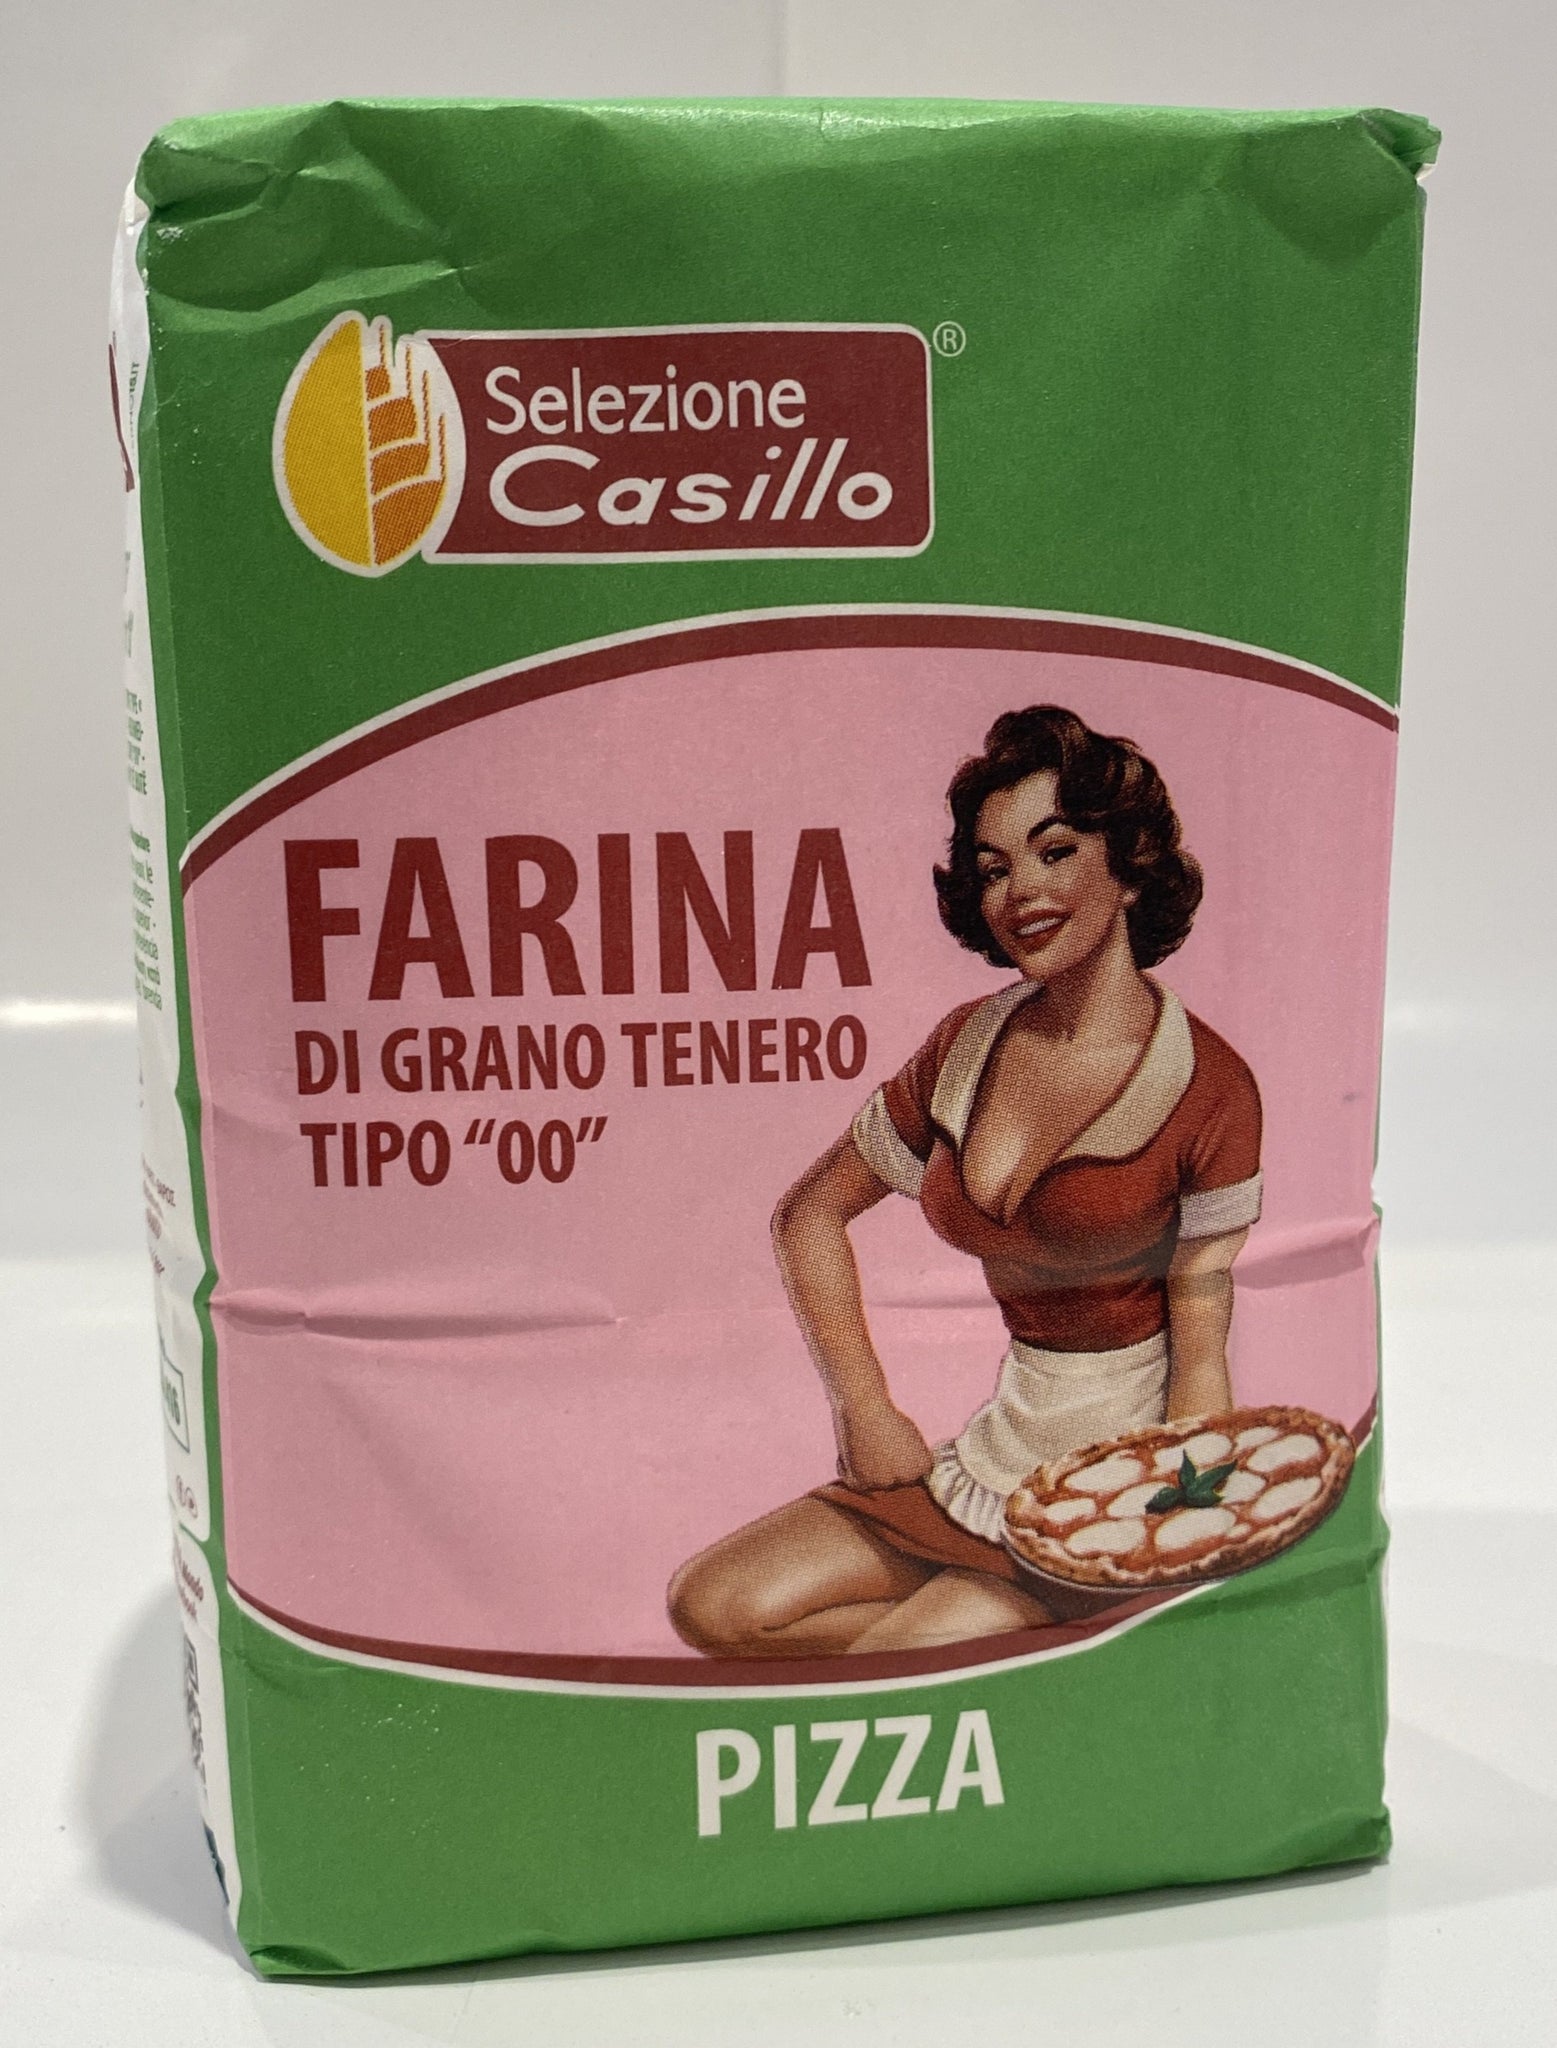 Selezione
Casillo
®
FARINA
DI GRANO TENERO
TIPO “00”
PIZZA